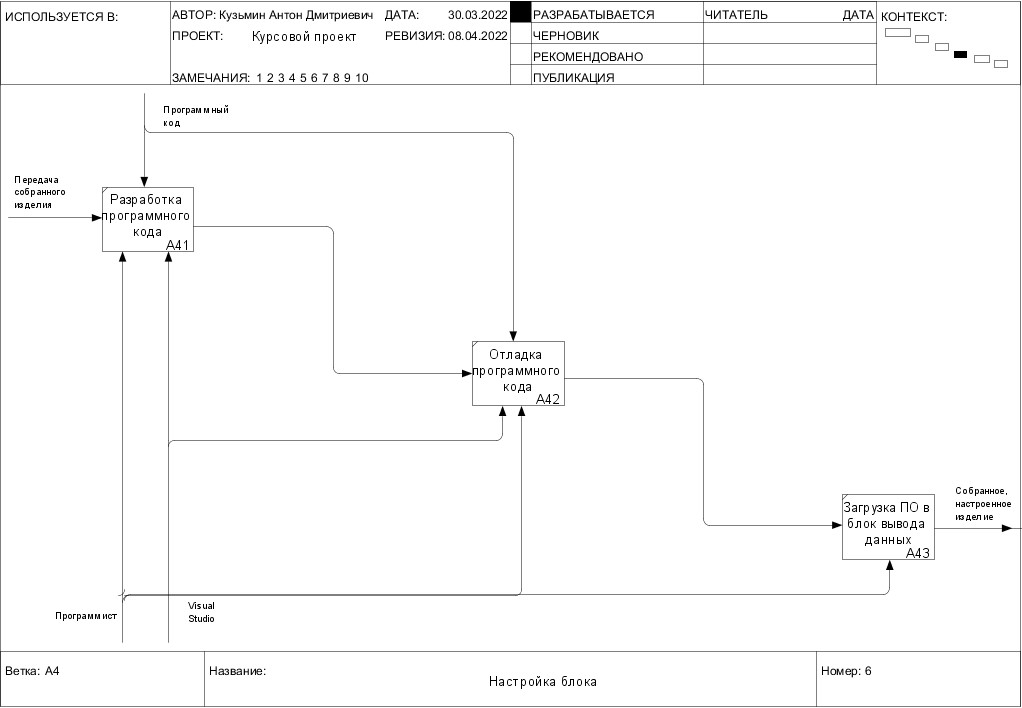 ИСПОЛЬЗУЕТСЯ В:
АВТОР: Кузьмин Антон Дмитриевич
ДАТА: 30.03.2022
РАЗРАБАТЫВАЕТСЯ
ЧИТАТЕЛЬ
ДАТА
КОНТЕКСТ:
ПРОЕКТ: Курсовой проект
РЕВИЗИЯ: 08.04.2022
ЧЕРНОВИК
РЕКОМЕНДОВАНО
ЗАМЕЧАНИЯ: 1 2 3 4 5 6 7 8 9 10
ПУБЛИКАЦИЯ
Программный
код
Передача
собранного
изделия
Разработка
программного
кода
A41
Отладка
программного
кода
A42
Загрузка ПО в
блок вывода
данных
A43
Собранное,
настроенное
изделие
Программист
Visual
Studio
Ветка: A4
Название:
Настройка блока
Номер: 6